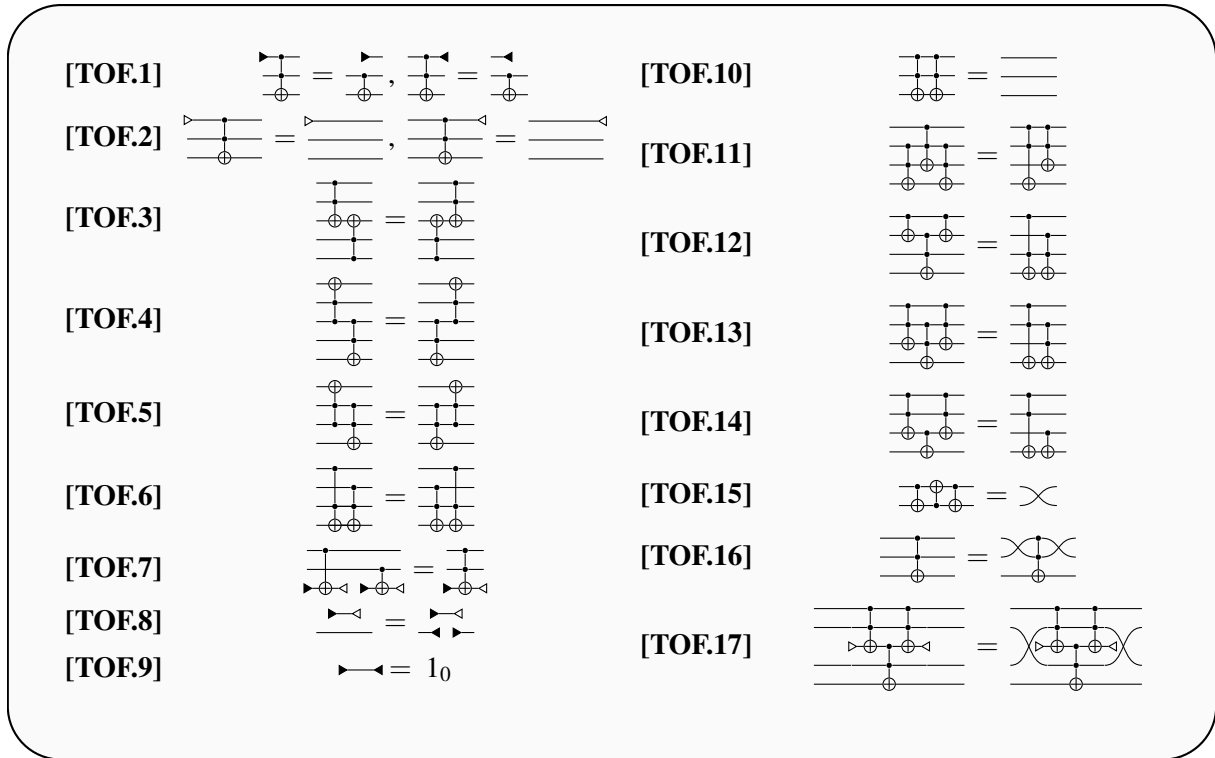 [TOF.1] = , =
[TOF.2] = , =
[TOF.3] =
[TOF.4] =
[TOF.5] =
[TOF.6] =
[TOF.7] =
[TOF.8] =
[TOF.9] = 1₀
[TOF.10] =
[TOF.11] =
[TOF.12] =
[TOF.13] =
[TOF.14] =
[TOF.15] =
[TOF.16] =
[TOF.17] =